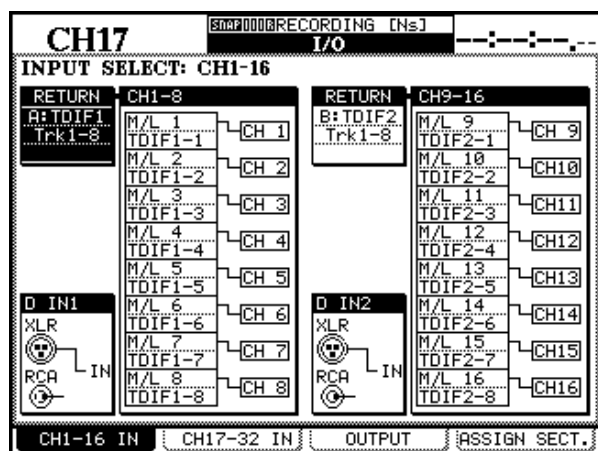 CH17
SNAP000 RECORDING [Ns]
I/O
--:--:--.--
INPUT SELECT: CH1-16
RETURN
A:TDIF1
Trk1-8
CH1-8
M/L 1
TDIF1-1
CH 1
M/L 2
TDIF1-2
CH 2
M/L 3
TDIF1-3
CH 3
M/L 4
TDIF1-4
CH 4
M/L 5
TDIF1-5
CH 5
M/L 6
TDIF1-6
CH 6
M/L 7
TDIF1-7
CH 7
M/L 8
TDIF1-8
CH 8
D IN1
XLR
IN
RCA
RETURN
B:TDIF2
Trk1-8
CH9-16
M/L 9
TDIF2-1
CH 9
M/L 10
TDIF2-2
CH10
M/L 11
TDIF2-3
CH11
M/L 12
TDIF2-4
CH12
M/L 13
TDIF2-5
CH13
M/L 14
TDIF2-6
CH14
M/L 15
TDIF2-7
CH15
M/L 16
TDIF2-8
CH16
D IN2
XLR
IN
RCA
CH1-16 IN
CH17-32 IN
OUTPUT
ASSIGN SECT.